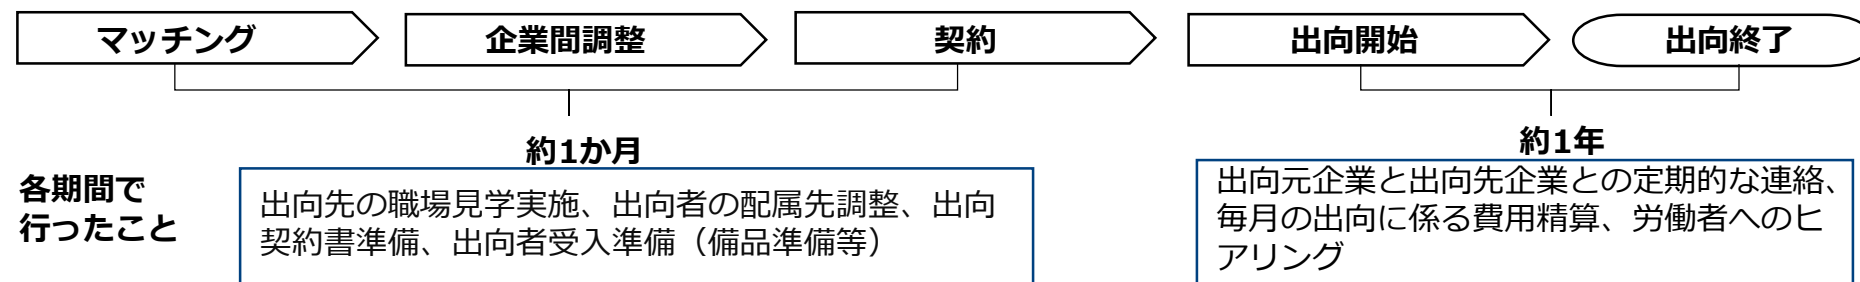 マッチング
企業間調整
契約
出向開始
出向終了
約1か月
約1年
各期間で
行ったこと
出向先の職場見学実施、出向者の配属先調整、出向
契約書準備、出向者受入準備（備品準備等）
出向元企業と出向先企業との定期的な連絡、
毎月の出向に係る費用精算、労働者へのヒ
アリング